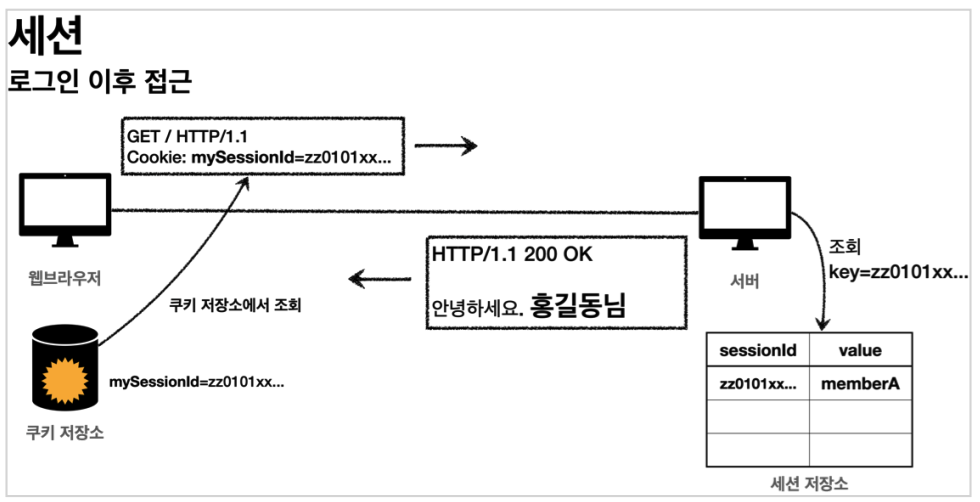 세션
로그인 이후 접근
GET / HTTP/1.1
Cookie: mySessionId=zz0101xx...
웹브라우저
HTTP/1.1 200 OK
안녕하세요. 홍길동님
서버
조회
key=zz0101xx...
쿠키 저장소에서 조회
mySessionId=zz0101xx...
쿠키 저장소
sessionId value
zz0101xx... memberA
세션 저장소